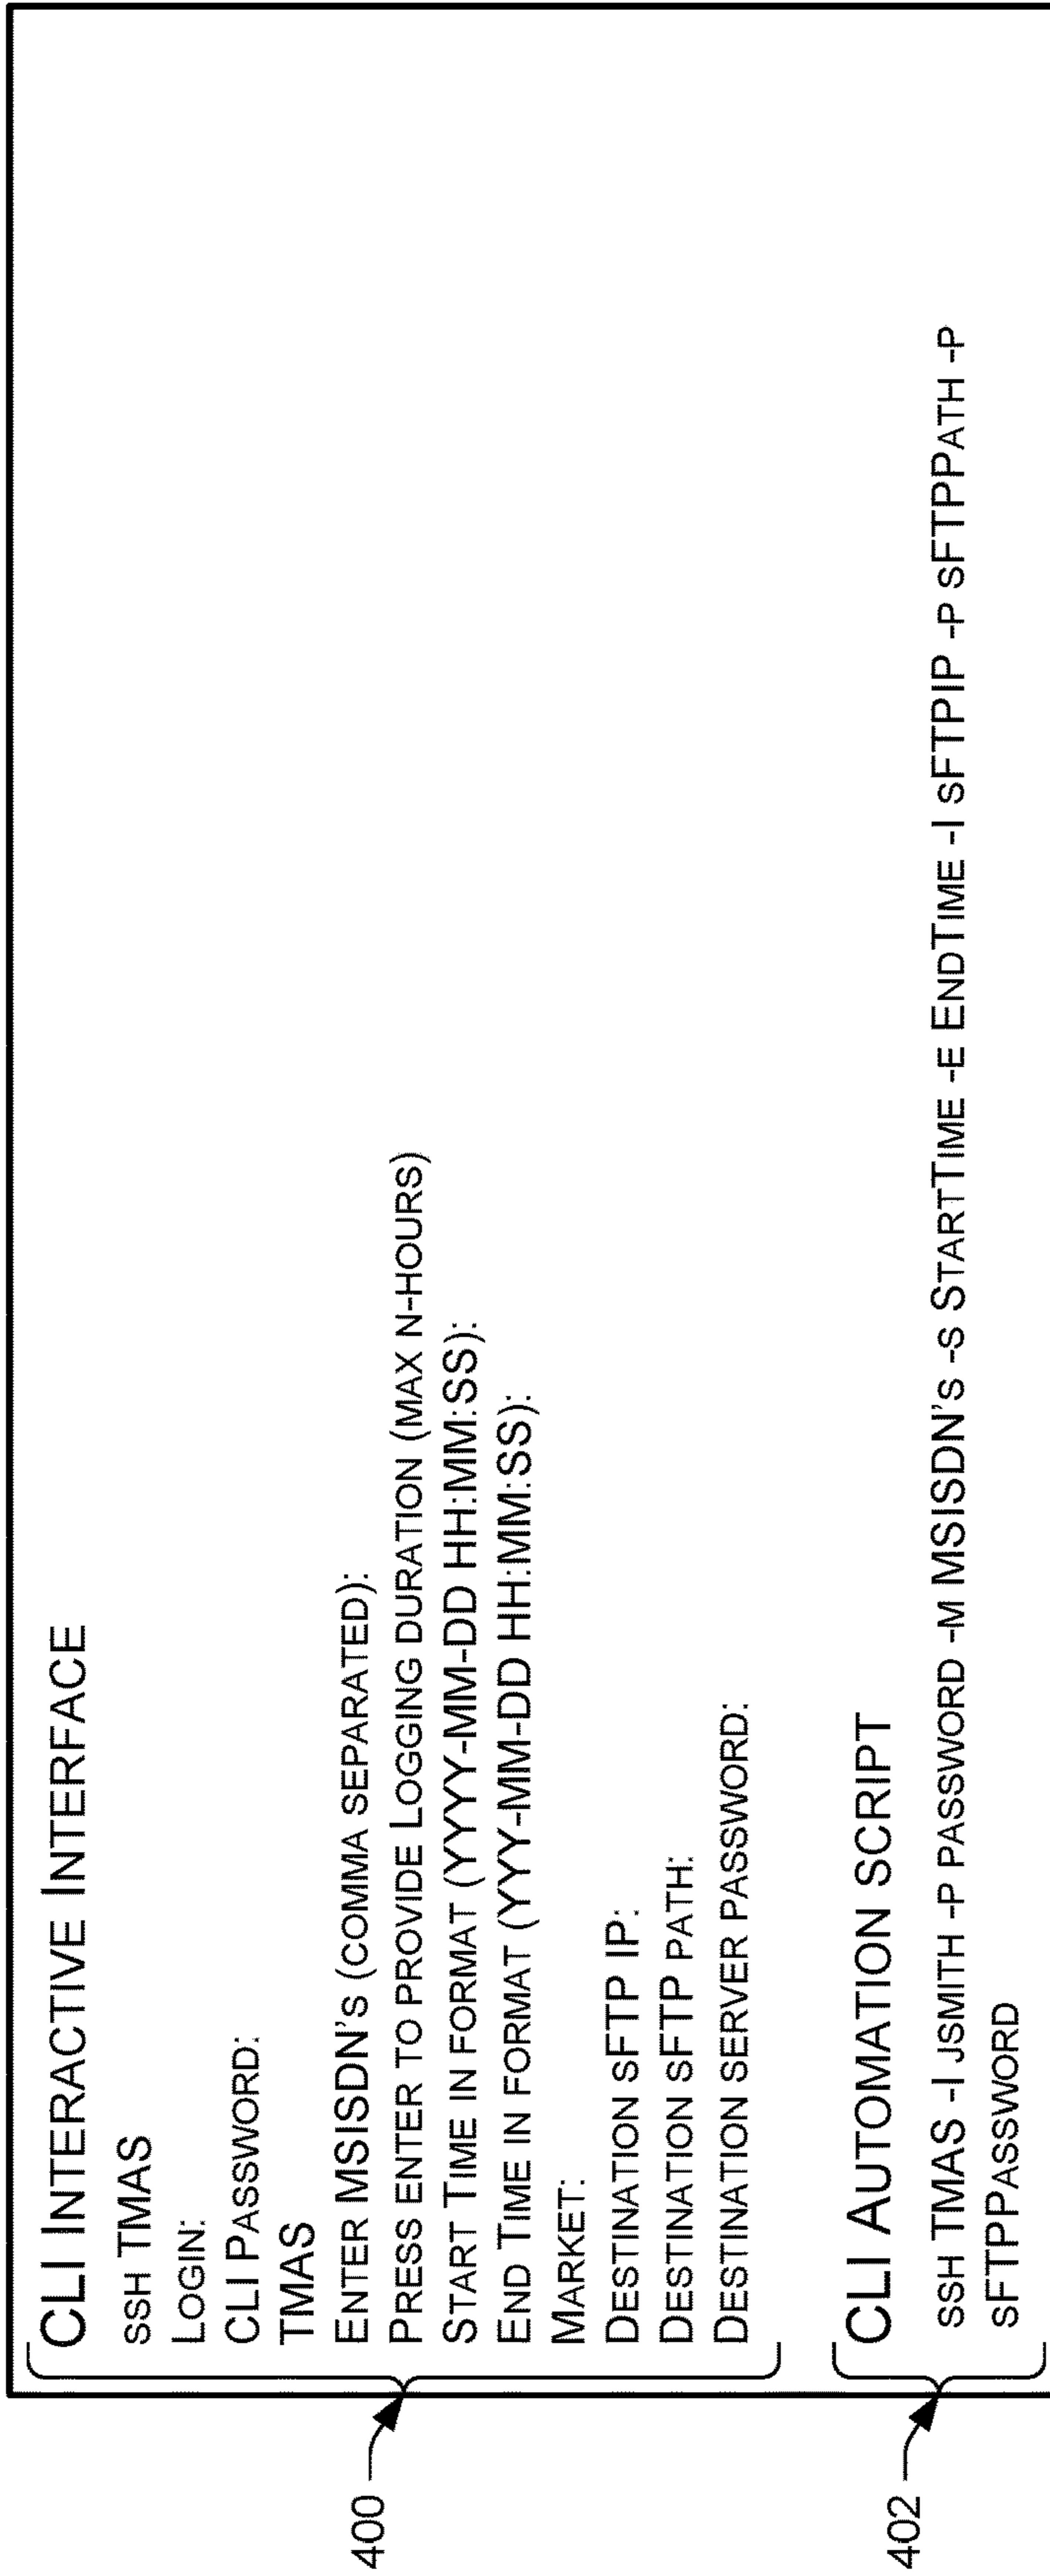 CLI INTERACTIVE INTERFACE
SSH TMAS
LOGIN:
CLI PASSWORD:
TMAS
ENTER MSISDN'S (COMMA SEPARATED):
PRESS ENTER TO PROVIDE LOGGING DURATION (MAX N-HOURS)
START TIME IN FORMAT (YYYY-MM-DD HH:MM:SS):
END TIME IN FORMAT (YYY-MM-DD HH:MM:SS):
MARKET:
DESTINATION SFTP IP:
DESTINATION SFTP PATH:
DESTINATION SERVER PASSWORD:
400
CLI AUTOMATION SCRIPT
SSH TMAS -I JSMITH -P PASSWORD -M MSISDN'S -S STARTTIME -E ENDTIME -I SFTPIP -P SFTPPATH -P
SFTPPASSWORD
402